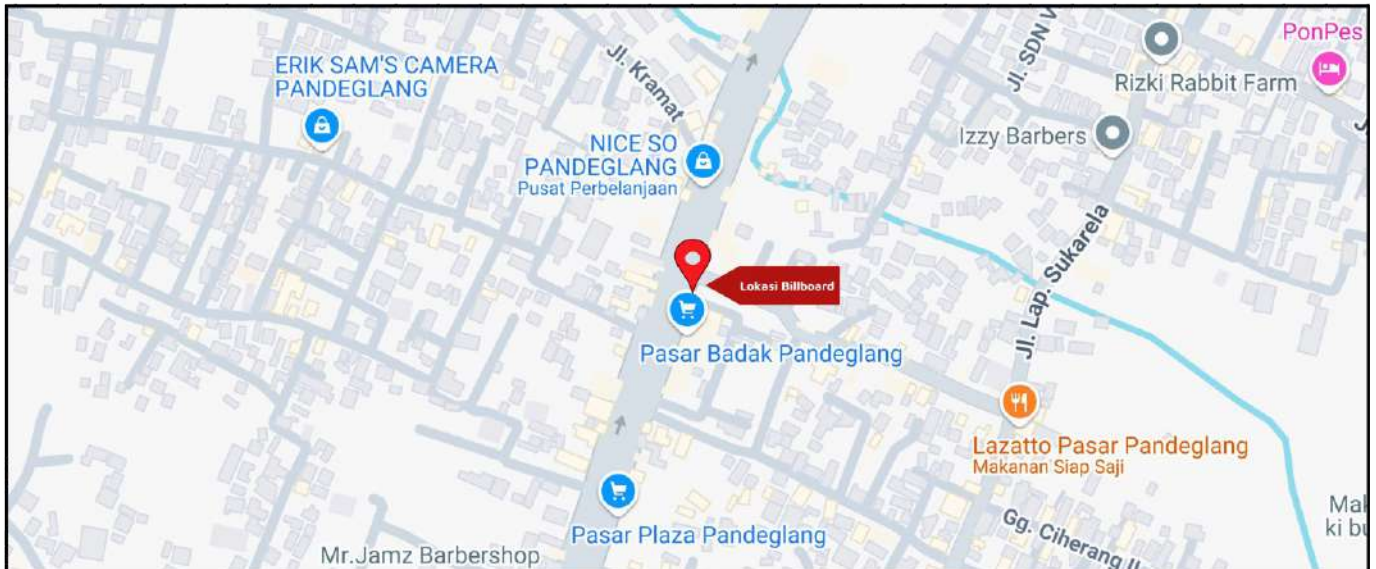 PonPes
Jl. SDN V
Rizki Rabbit Farm
Jl. Kramat
ERIK SAM'S CAMERA
PANDEGLANG
Izzy Barbers
NICE SO
PANDEGLANG
Pusat Perbelanjaan
Jl. Lap. Sukarela
Lokasi Billboard
Pasar Badak Pandeglang
Lazatto Pasar Pandeglang
Makanan Siap Saji
Pasar Plaza Pandeglang
Gg. Ciherang
Mr.Jamz Barbershop